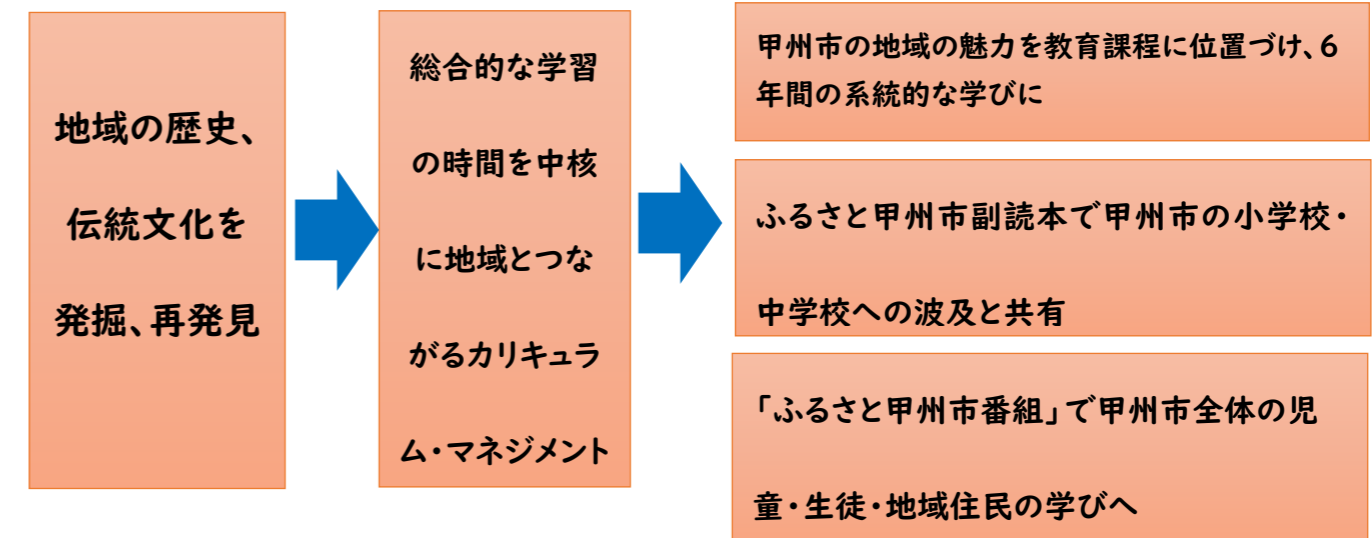 地域の歴史、
伝統文化を
発掘、再発見
総合的な学習
の時間を中核
に地域とつな
がるカリキュラ
ム・マネジメント
甲州市の地域の魅力を教育課程に位置づけ、6
年間の系統的な学びに
ふるさと甲州市副読本で甲州市の小学校・
中学校への波及と共有
「ふるさと甲州市番組」で甲州市全体の児
童・生徒・地域住民の学びへ